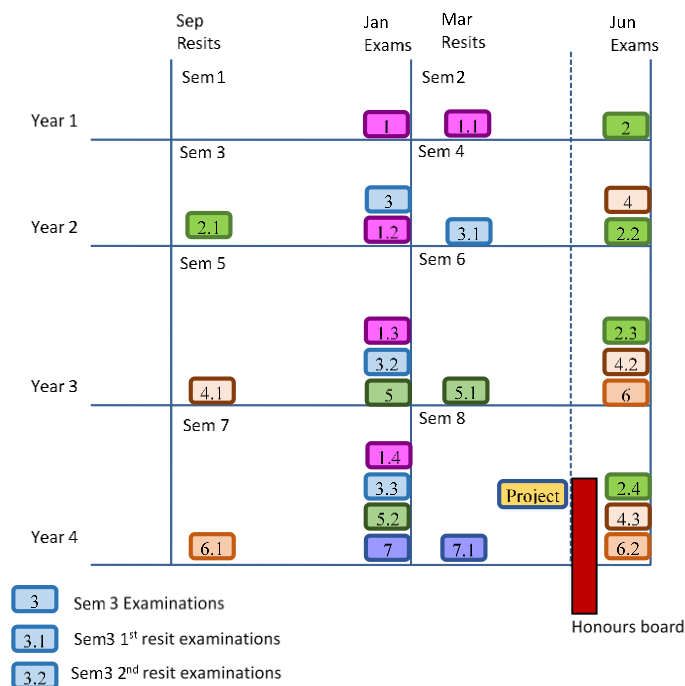 Sep Resits
Jan Exams
Mar Resits
Jun Exams
Sem 1
Sem 2
Year 1
1
1.1
2
Sem 3
Sem 4
3
4
Year 2
2.1
1.2
3.1
2.2
Sem 5
Sem 6
1.3
2.3
3.2
4.2
Year 3
4.1
5
5.1
6
Sem 7
Sem 8
1.4
3.3
Project
2.4
5.2
4.3
Year 4
6.1
7
7.1
6.2
3
Sem 3 Examinations
Honours board
3.1
Sem3 1st resit examinations
3.2
Sem3 2nd resit examinations